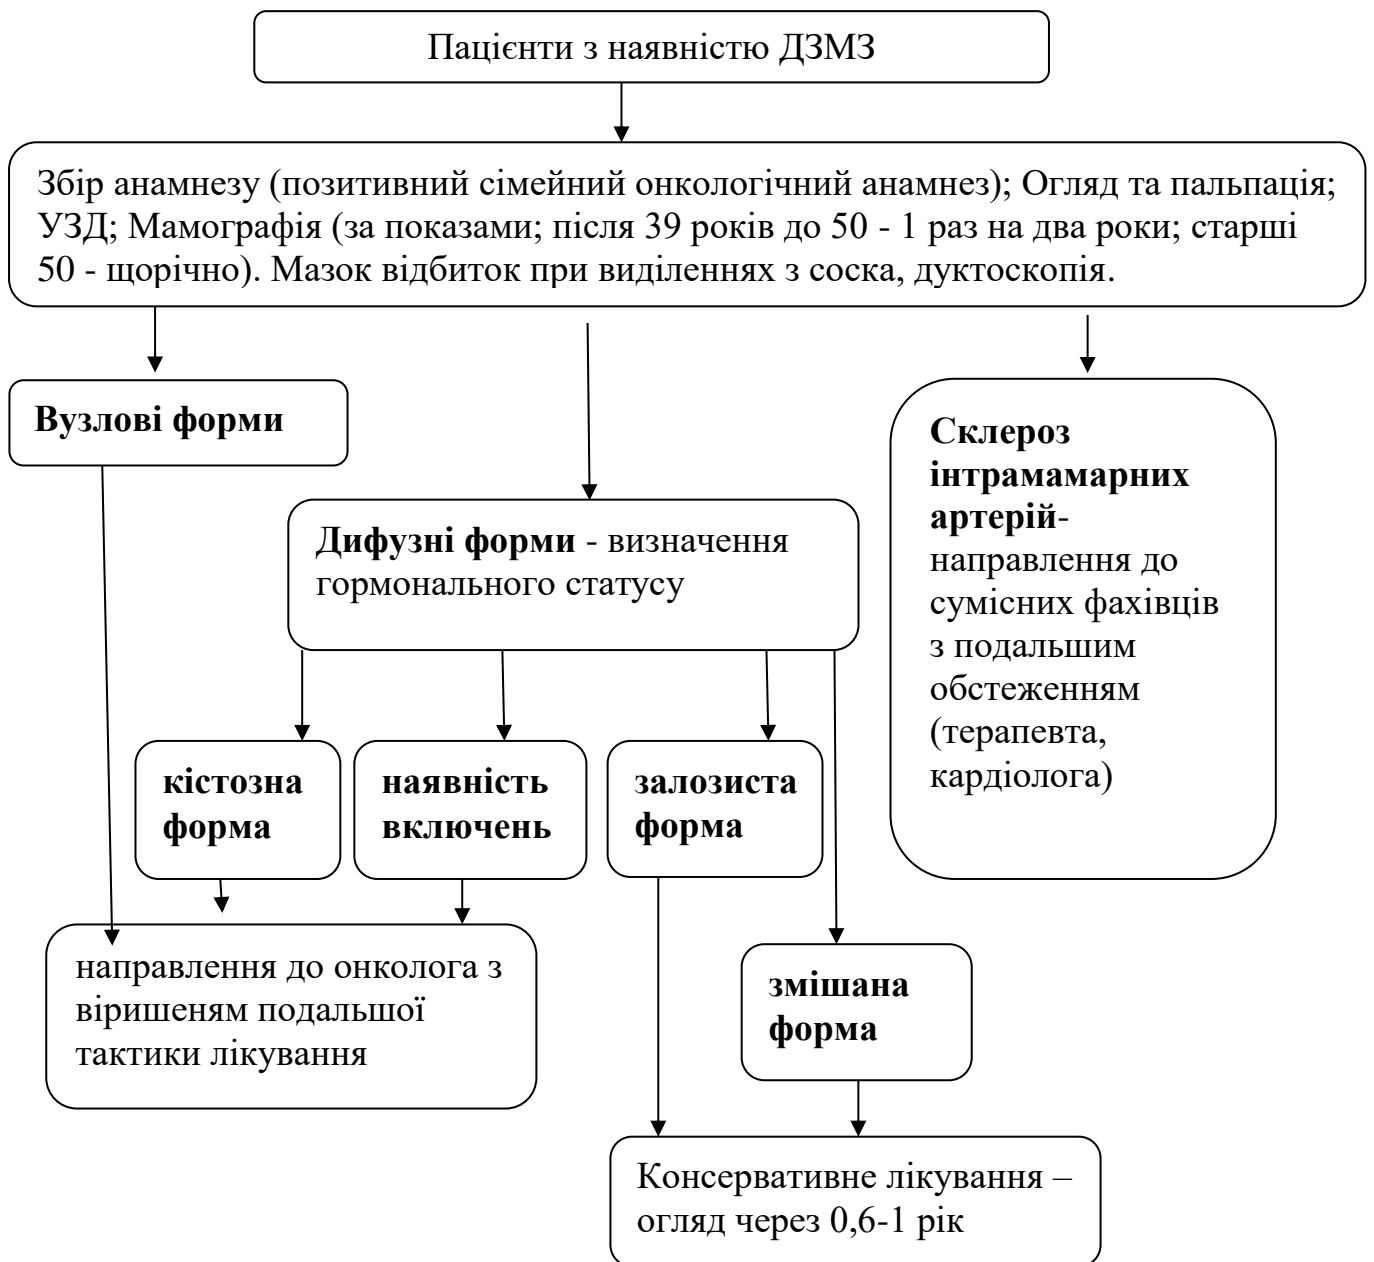 Пацієнти з наявністю ДЗМЗ
Збір анамнезу (позитивний сімейний онкологічний анамнез); Огляд та пальпація;
УЗД; Мамографія (за показами; після 39 років до 50 - 1 раз на два роки; старші
50 - щорічно). Мазок відбиток при виділеннях з соска, дуктоскопія.
Вузлові форми
Дифузні форми - визначення
гормонального статусу
Склероз
інтрамамарних
артерій-
направлення до
сумісних фахівців
з подальшим
обстеженням
(терапевта,
кардіолога)
кістозна
форма
наявність
включень
залозиста
форма
направлення до онколога з
віришеням подальшої
тактики лікування
змішана
форма
Консервативне лікування –
огляд через 0,6-1 рік